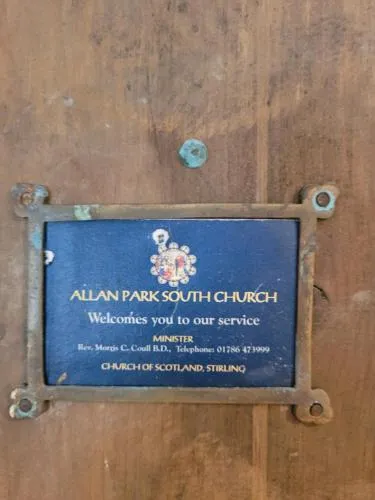 ALLAN PARK SOUTH CHURCH
Welcomes you to our service
MINISTER
Rev. Morris C. Coull B.D., Telephone: 01786 473999
CHURCH OF SCOTLAND, STIRLING